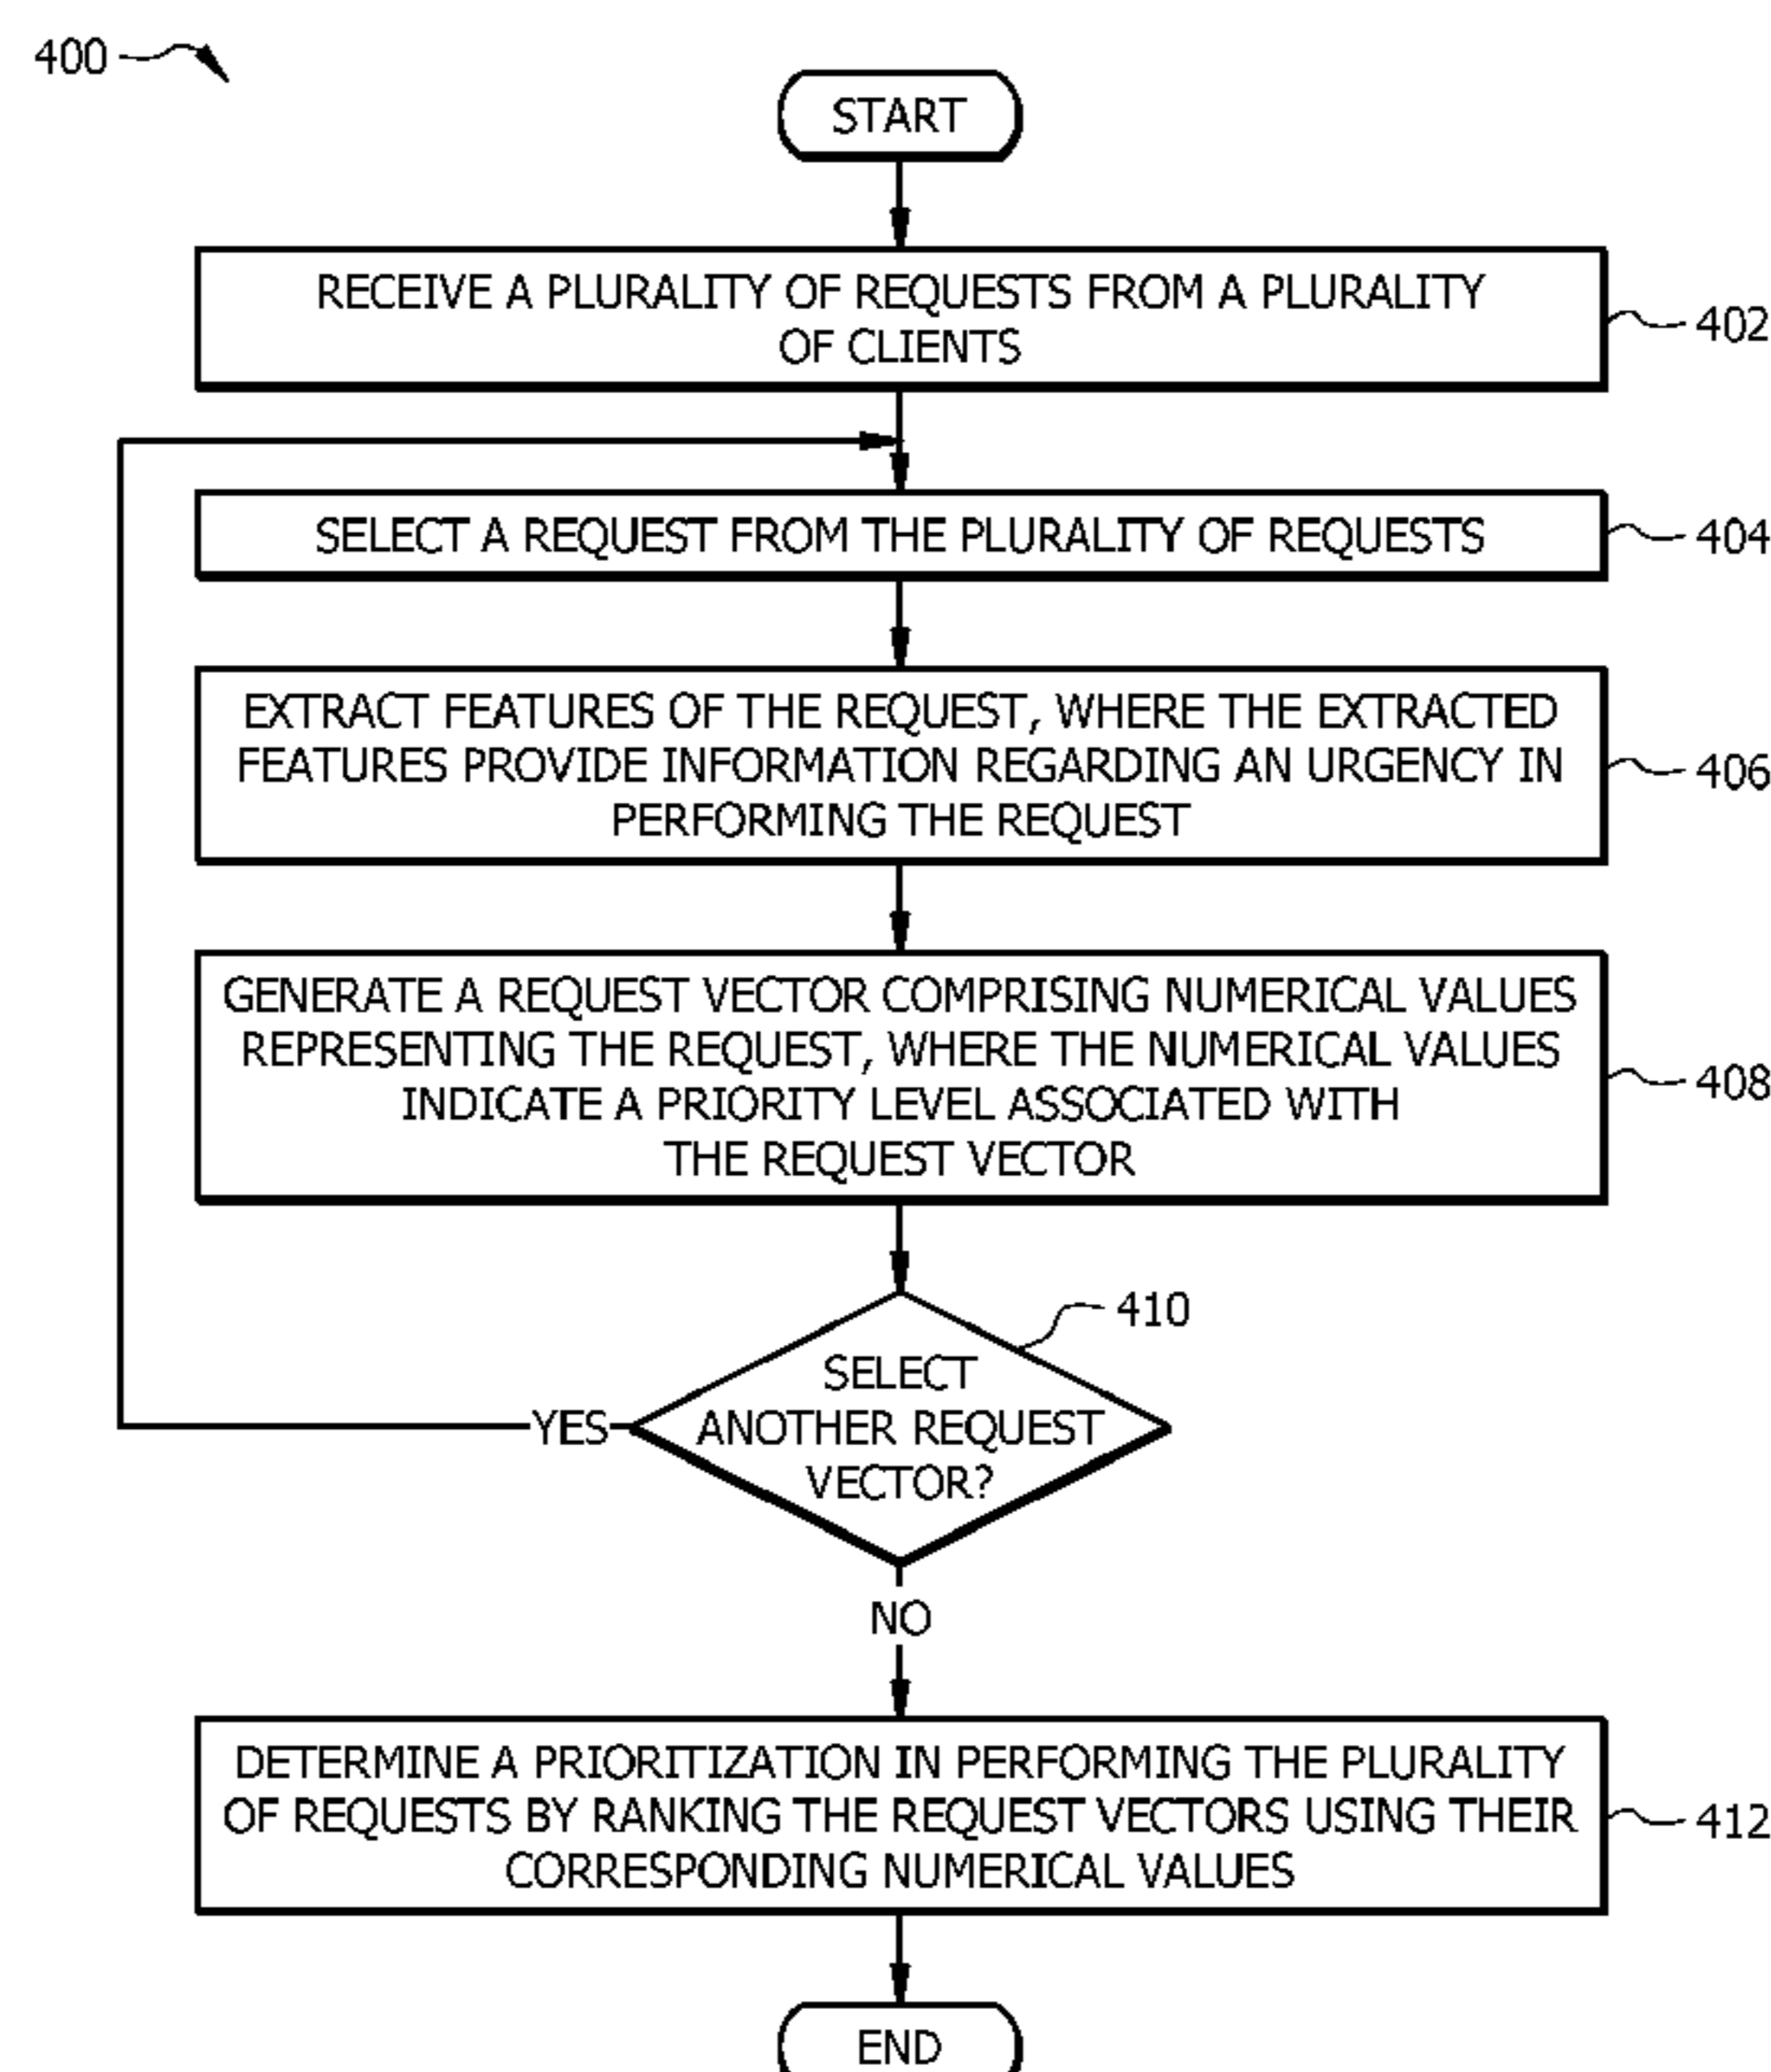 400
START
RECEIVE A PLURALITY OF REQUESTS FROM A PLURALITY
OF CLIENTS
402
SELECT A REQUEST FROM THE PLURALITY OF REQUESTS
404
EXTRACT FEATURES OF THE REQUEST, WHERE THE EXTRACTED
FEATURES PROVIDE INFORMATION REGARDING AN URGENCY IN
PERFORMING THE REQUEST
406
GENERATE A REQUEST VECTOR COMPRISING NUMERICAL VALUES
REPRESENTING THE REQUEST, WHERE THE NUMERICAL VALUES
INDICATE A PRIORITY LEVEL ASSOCIATED WITH
THE REQUEST VECTOR
408
410
SELECT
ANOTHER REQUEST
VECTOR?
YES
NO
DETERMINE A PRIORITIZATION IN PERFORMING THE PLURALITY
OF REQUESTS BY RANKING THE REQUEST VECTORS USING THEIR
CORRESPONDING NUMERICAL VALUES
412
END